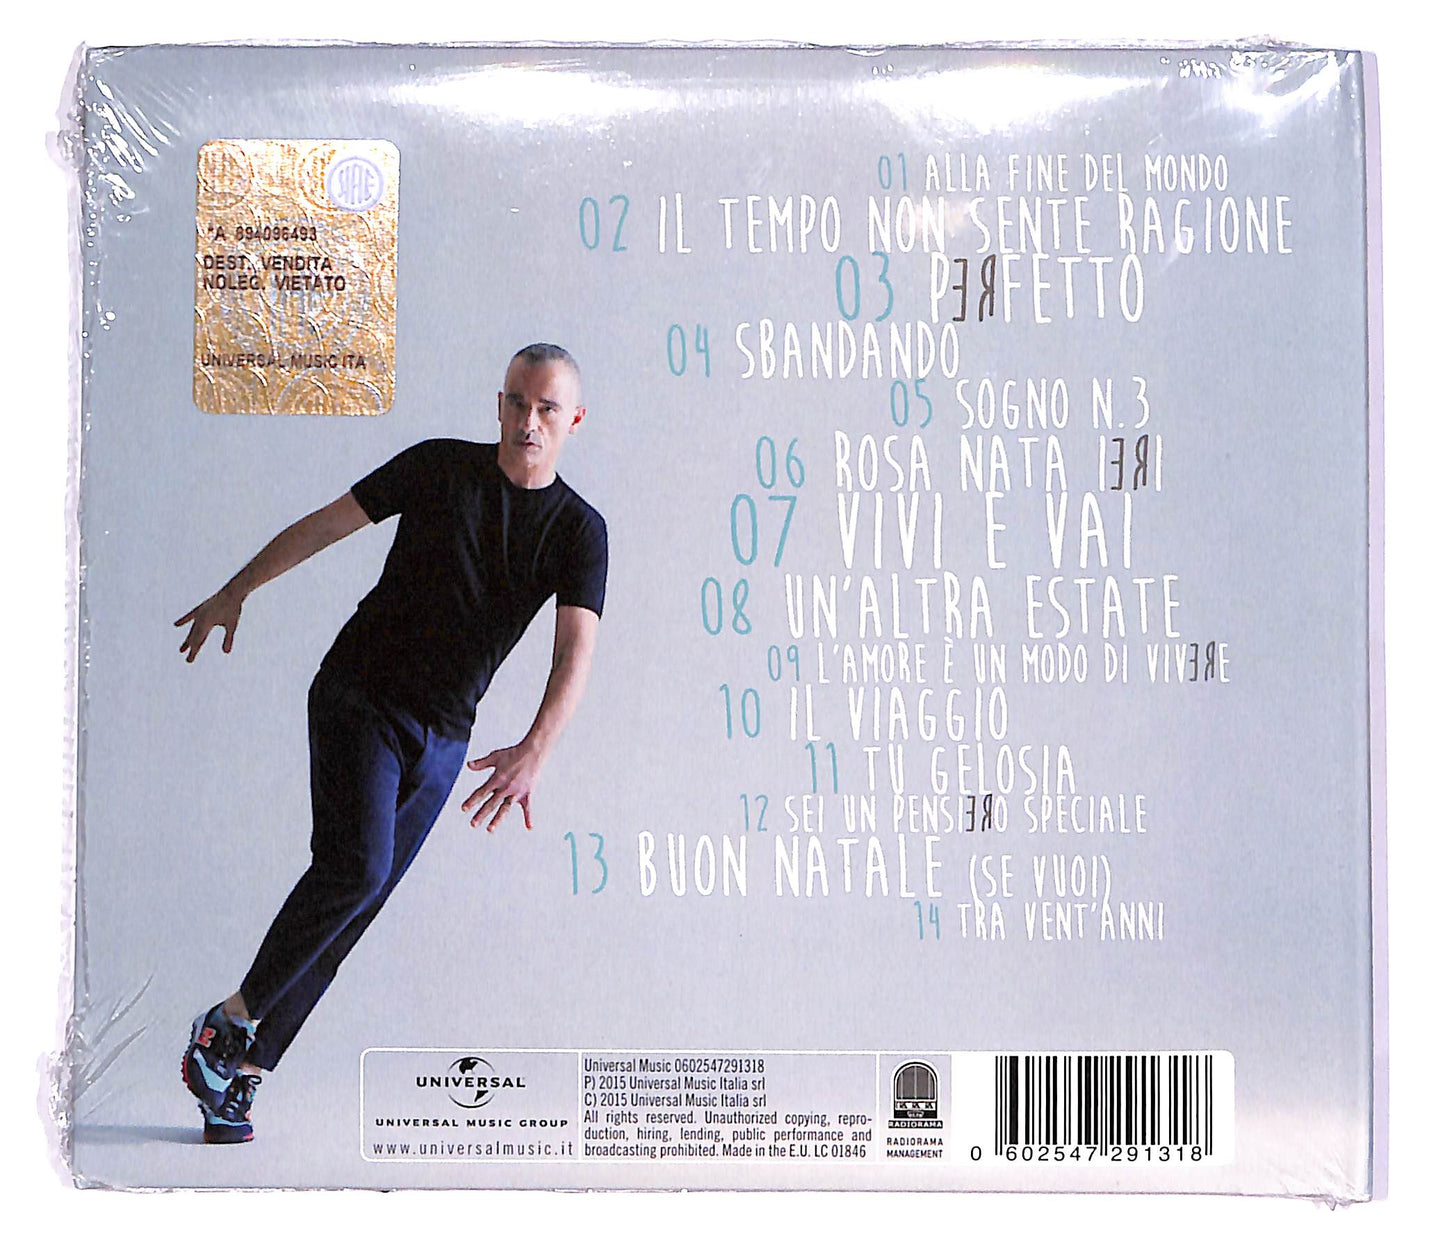 SIAE
*A 894096493
DEST. VENDITA
NOLEG. VIETATO
UNIVERSAL MUSIC ITA
01 ALLA FINE DEL MONDO
02 IL TEMPO NON SENTE RAGIONE
03 PERFETTO
04 SBANDANDO
05 SOGNO N.3
06 ROSA NATA IERI
07 VIVI E VAI
08 UN'ALTRA ESTATE
09 L'AMORE È UN MODO DI VIVERE
10 IL VIAGGIO
11 TU GELOSIA
12 SEI UN PENSIERO SPECIALE
13 BUON NATALE (SE VUOI)
14 TRA VENT'ANNI
UNIVERSAL
UNIVERSAL MUSIC GROUP
www.universalmusic.it
Universal Music 0602547291318
P) 2015 Universal Music Italia srl
C) 2015 Universal Music Italia srl
All rights reserved. Unauthorized copying, repro-
duction, hiring, lending, public performance and
broadcasting prohibited. Made in the E.U. LC 01846
RADIORAMA
RADIORAMA
MANAGEMENT
0 602547 291318